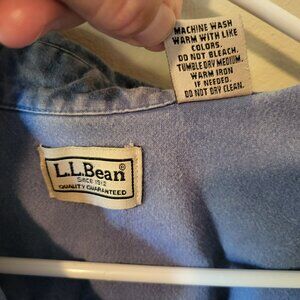 MACHINE WASH
WARM WITH LIKE
COLORS.
DO NOT BLEACH.
TUMBLE DRY MEDIUM.
WARM IRON
IF NEEDED.
DO NOT DRY CLEAN.
L.L.Bean
SINCE 1912
QUALITY GUARANTEED